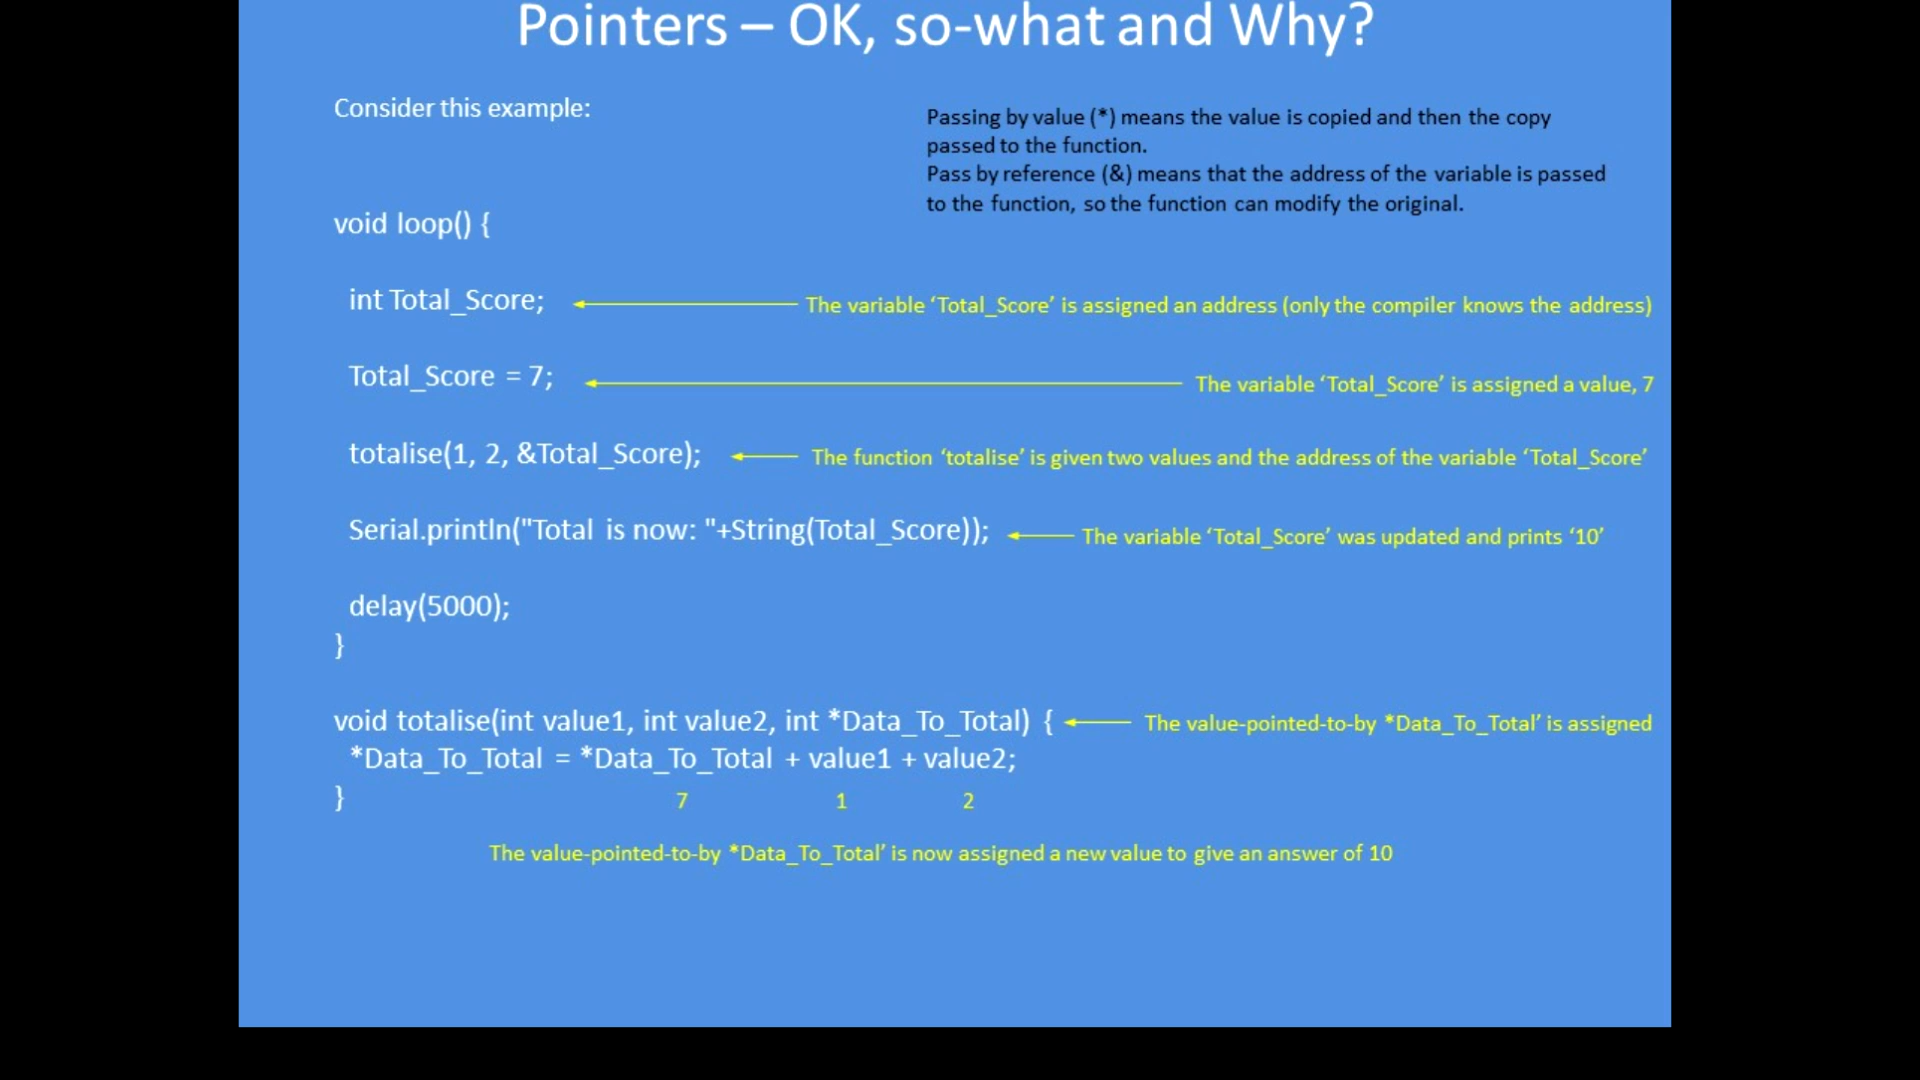 Pointers – OK, so-what and Why?
Consider this example:
Passing by value (*) means the value is copied and then the copy
passed to the function.
Pass by reference (&) means that the address of the variable is passed
to the function, so the function can modify the original.
void loop() {
int Total_Score;
The variable ‘Total_Score’ is assigned an address (only the compiler knows the address)
Total_Score = 7;
The variable ‘Total_Score’ is assigned a value, 7
totalise(1, 2, &Total_Score);
The function ‘totalise’ is given two values and the address of the variable ‘Total_Score’
Serial.println("Total is now: "+String(Total_Score));
The variable ‘Total_Score’ was updated and prints ‘10’
delay(5000);
}
void totalise(int value1, int value2, int *Data_To_Total) {
The value-pointed-to-by *Data_To_Total’ is assigned
*Data_To_Total = *Data_To_Total + value1 + value2;
}
7 1 2
The value-pointed-to-by *Data_To_Total’ is now assigned a new value to give an answer of 10